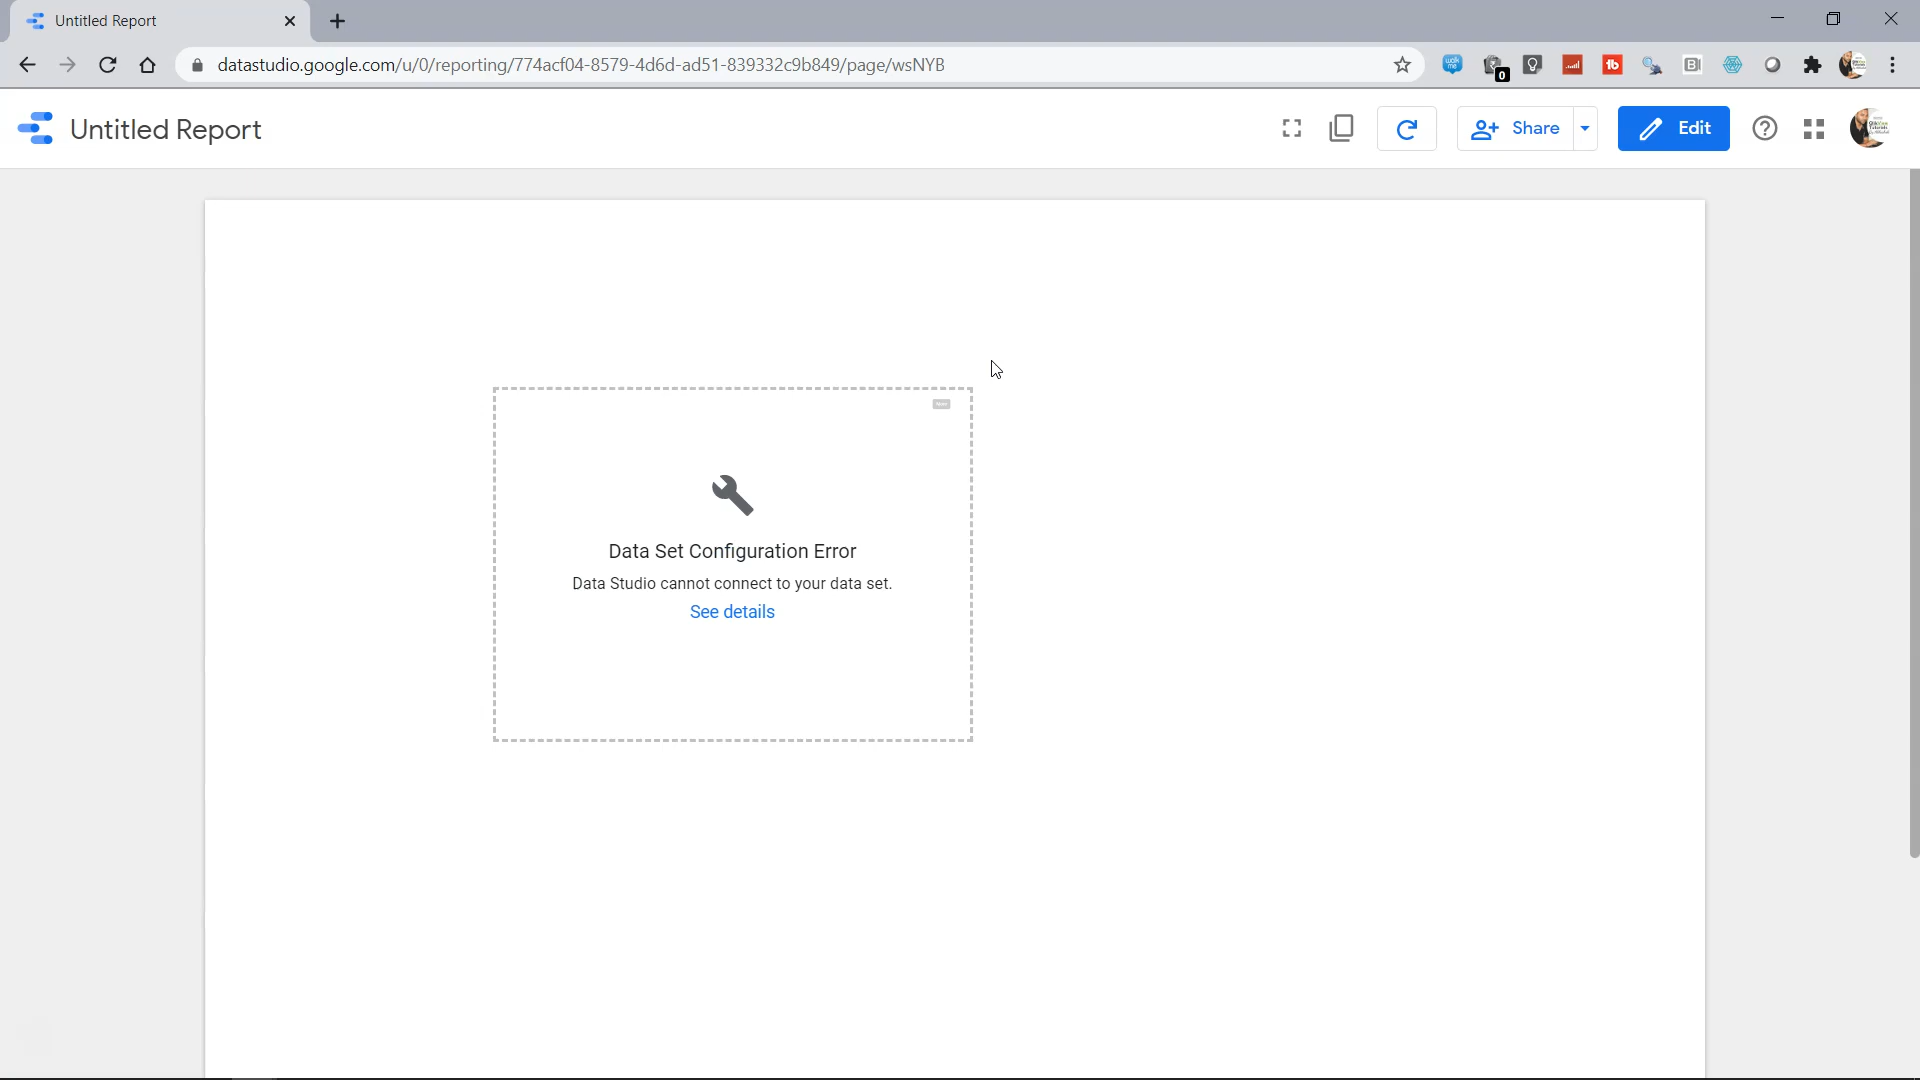 Untitled Report
datastudio.google.com/u/0/reporting/774acf04-8579-4d6d-ad51-839332c9b849/page/wsNYB
0
Untitled Report
Share
Edit
Data Set Configuration Error
Data Studio cannot connect to your data set.
See details